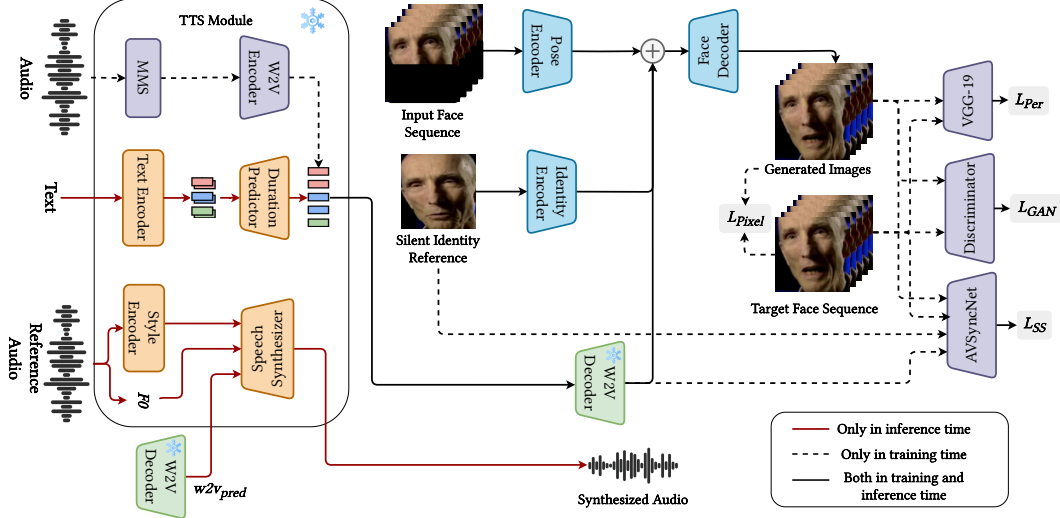 TTS Module
Audio
MMS
W2V
Encoder
Text
Text Encoder
Duration
Predictor
Reference
Audio
Style
Encoder
F0
Speech
Synthesizer
W2V
Decoder
w2v_pred
Input Face
Sequence
Pose
Encoder
Face
Decoder
Silent Identity
Reference
Identity
Encoder
Generated Images
L_Pixel
Target Face Sequence
VGG-19
L_Per
Discriminator
L_GAN
AVSyncNet
L_SS
W2V
Decoder
Synthesized Audio
Only in inference time
Only in training time
Both in training and
inference time